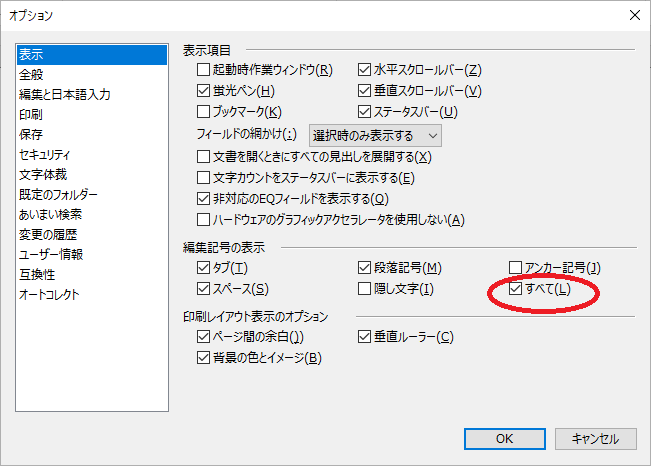 オプション
表示
全般
編集と日本語入力
印刷
保存
セキュリティ
文字体裁
既定のフォルダー
あいまい検索
変更の履歴
ユーザー情報
互換性
オートコレクト
表示項目
起動時作業ウィンドウ(R) 水平スクロールバー(Z)
蛍光ペン(H) 垂直スクロールバー(V)
ブックマーク(K) ステータスバー(U)
フィールドの網かけ(:) 選択時のみ表示する
文書を開くときにすべての見出しを展開する(X)
文字カウントをステータスバーに表示する(E)
非対応のEQフィールドを表示する(Q)
ハードウェアのグラフィックアクセラレータを使用しない(A)
編集記号の表示
タブ(T) 段落記号(M) アンカー記号(J)
スペース(S) 隠し文字(I) すべて(L)
印刷レイアウト表示のオプション
ページ間の余白()) 垂直ルーラー(C)
背景の色とイメージ(B)
OK キャンセル